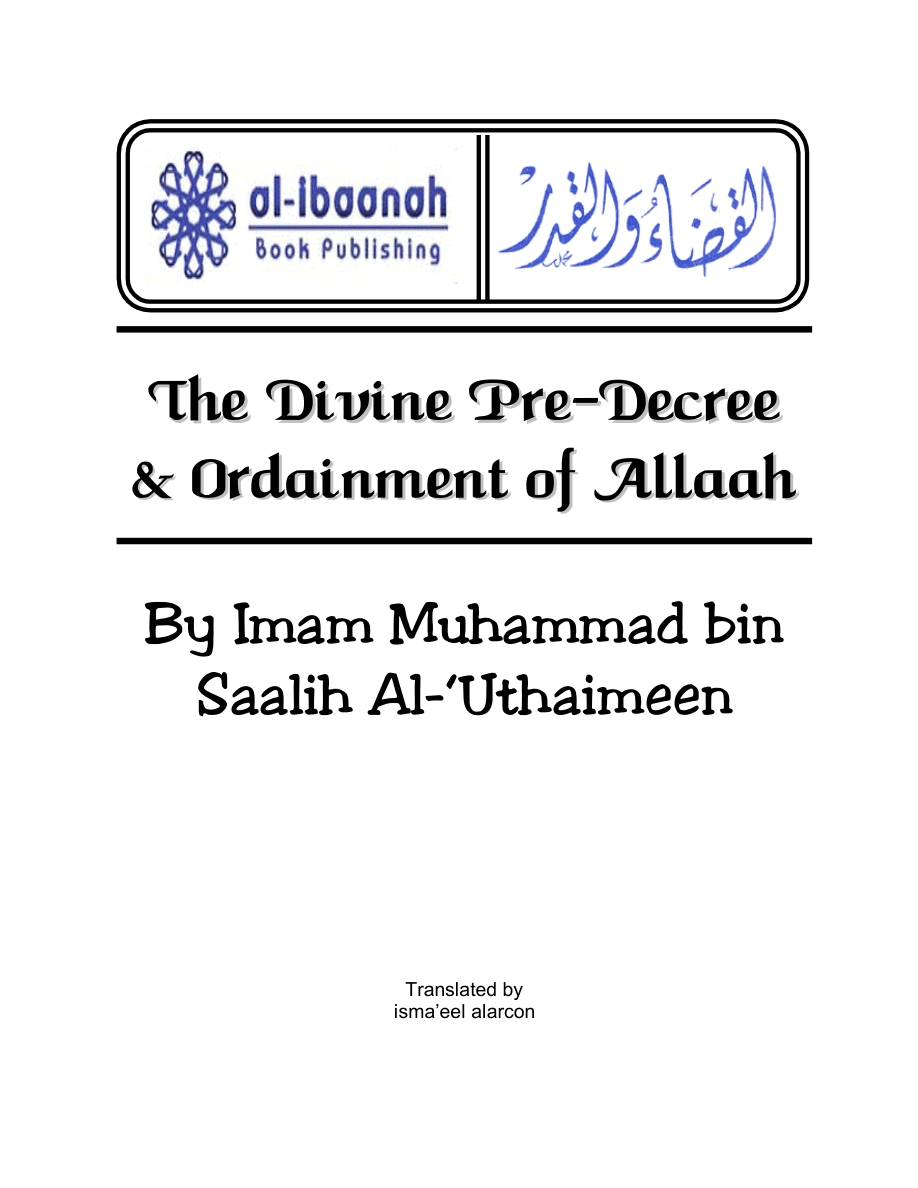 al-ibaanah
Book Publishing
القضاء والقدر
The Divine Pre-Decree
& Ordainment of Allaah
By Imam Muhammad bin
Saalih Al-‘Uthaimeen
Translated by
isma’eel alarcon